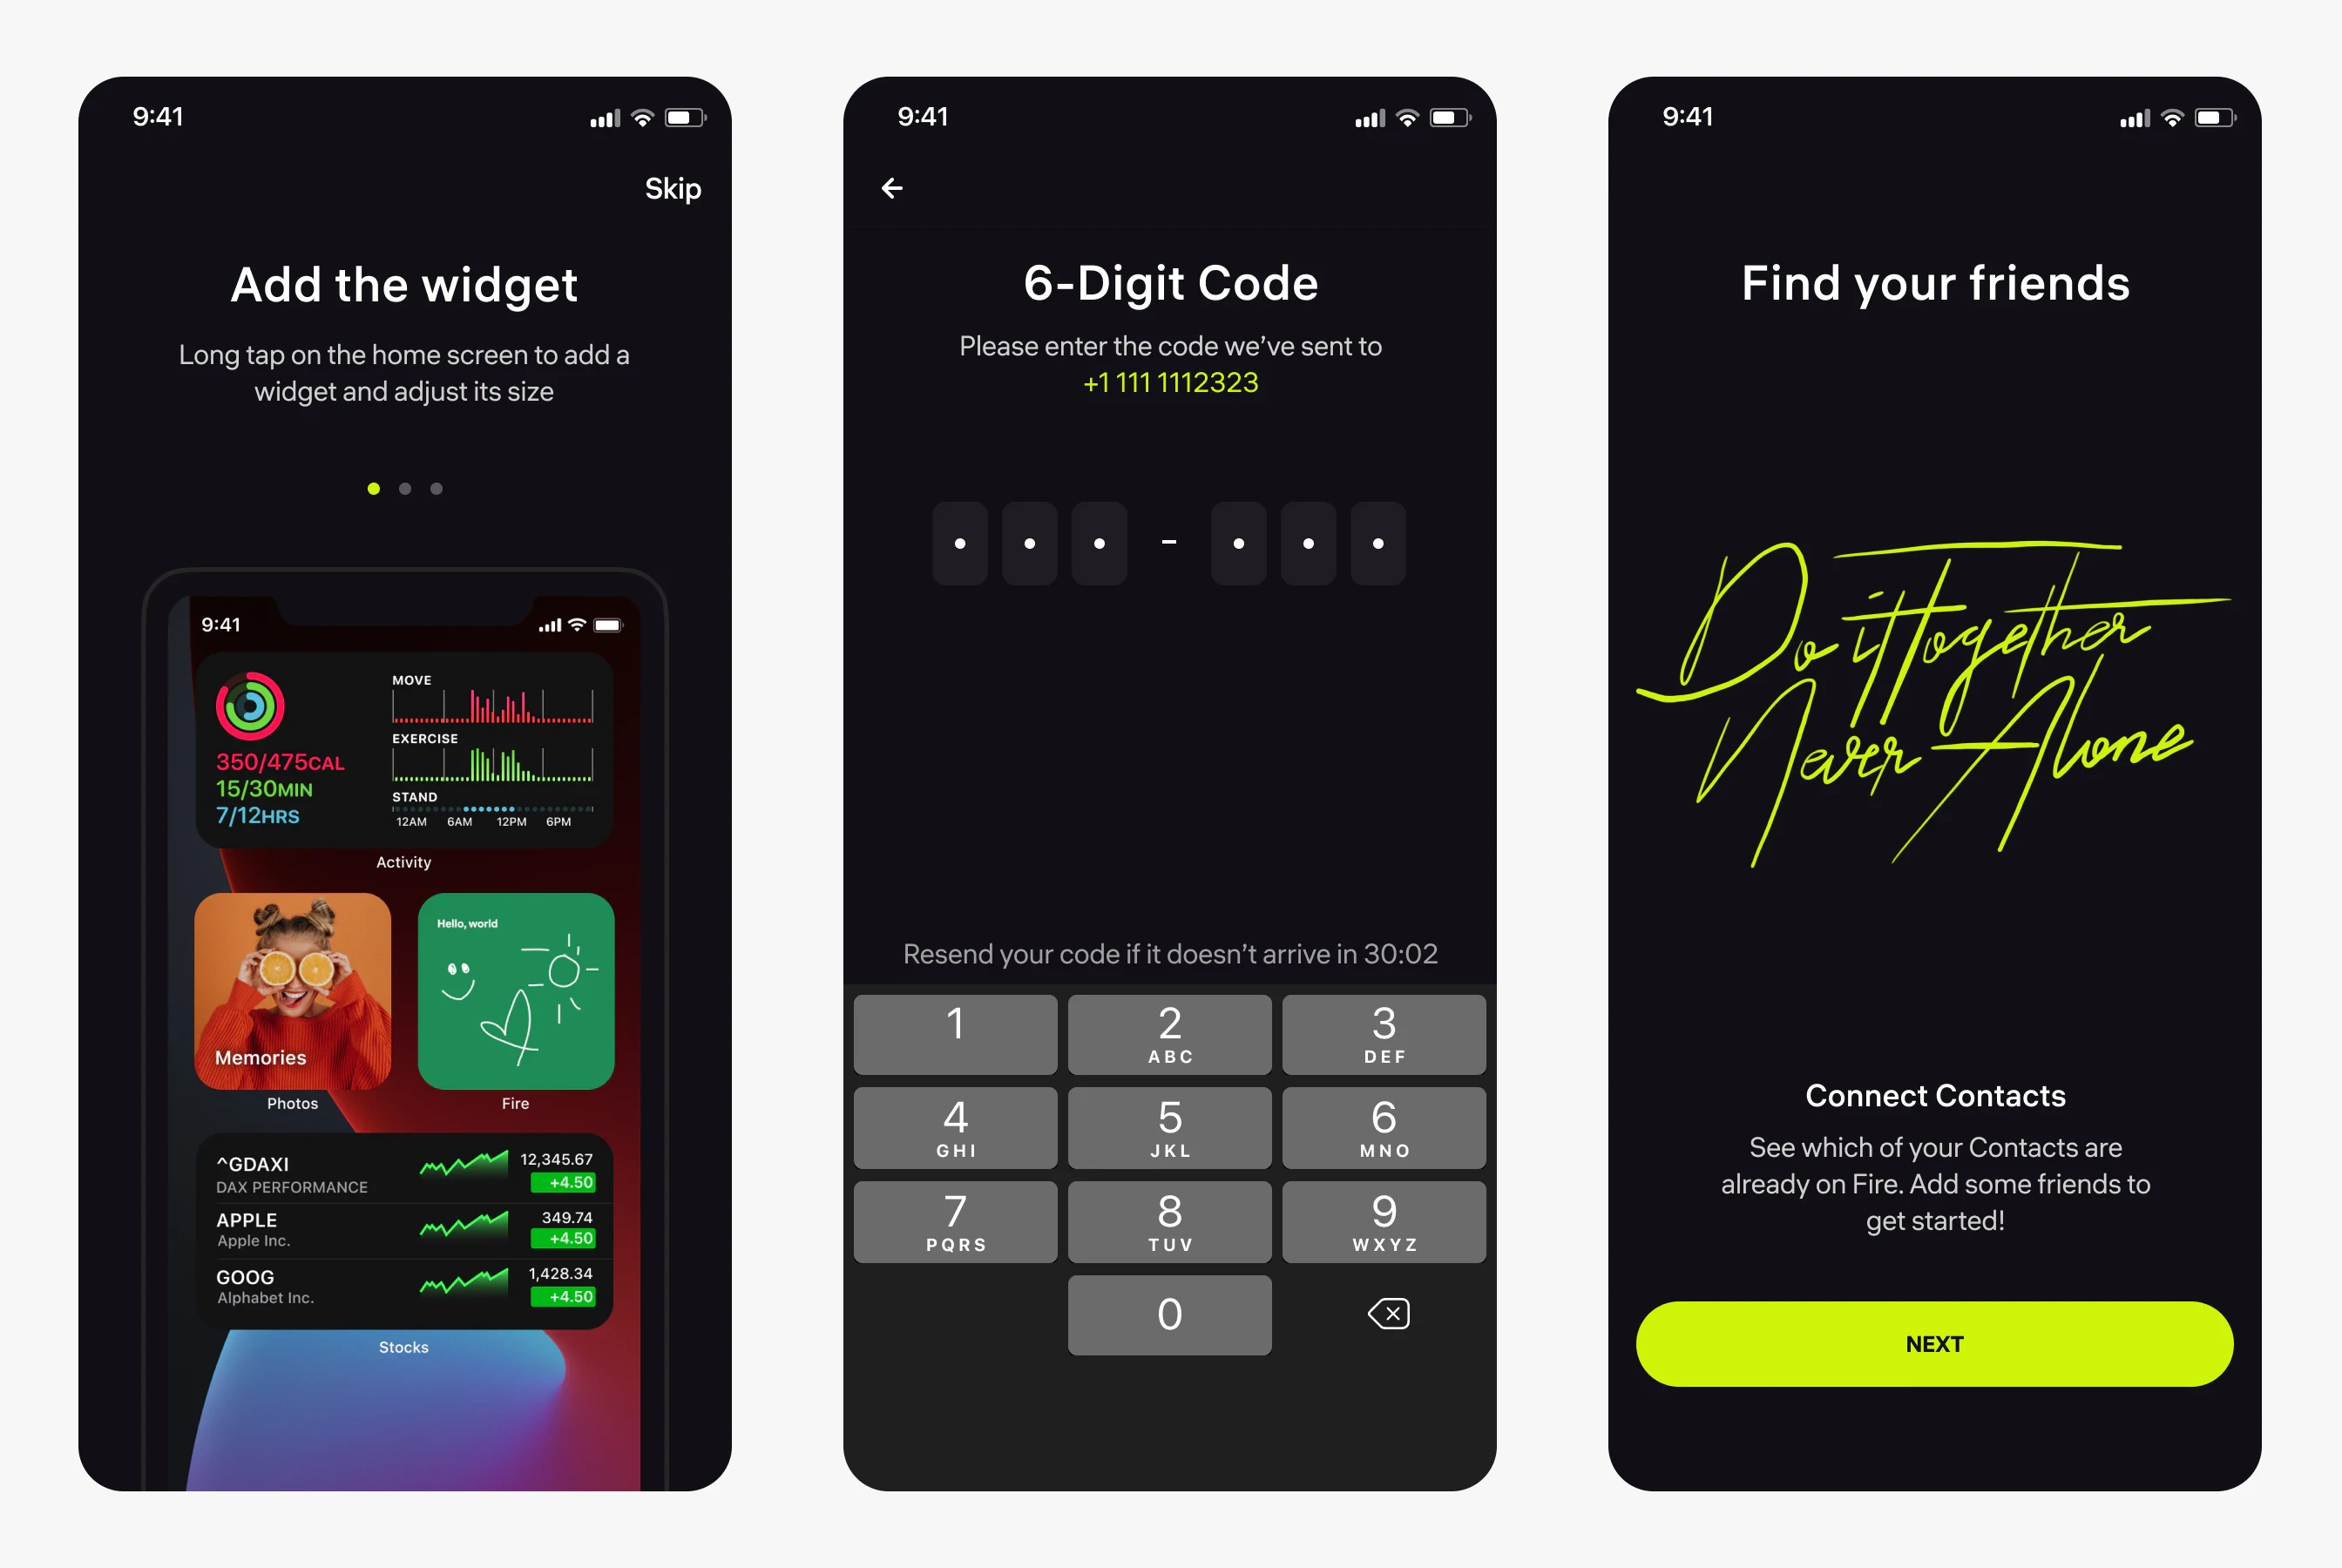 9:41
Skip
Add the widget
Long tap on the home screen to add a
widget and adjust its size
9:41
350/475CAL
15/30MIN
7/12HRS
MOVE
EXERCISE
STAND
12AM 6AM 12PM 6PM
Activity
Memories
Photos
Hello, world
Fire
^GDAXI
DAX PERFORMANCE
12,345.67
+4.50
APPLE
Apple Inc.
349.74
+4.50
GOOG
Alphabet Inc.
1,428.34
+4.50
Stocks
9:41
6-Digit Code
Please enter the code we’ve sent to
+1 111 1112323
-
Resend your code if it doesn’t arrive in 30:02
1 2 3
ABC DEF
4 5 6
GHI JKL MNO
7 8 9
PQRS TUV WXYZ
0
9:41
Find your friends
Do it Together
Never Alone
Connect Contacts
See which of your Contacts are
already on Fire. Add some friends to
get started!
NEXT